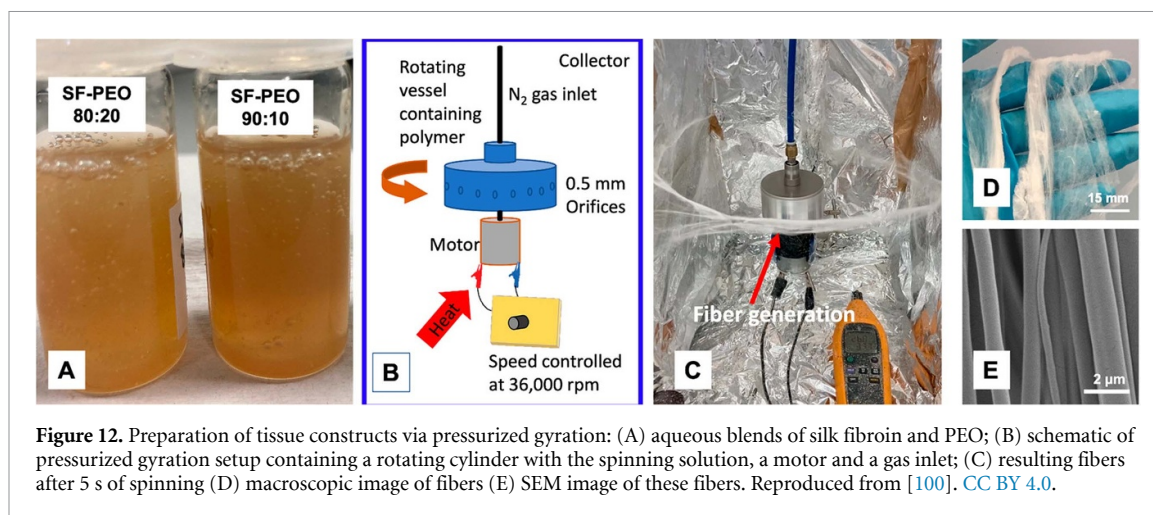 SF-PEO
80:20
SF-PEO
90:10
A
Rotating
vessel
containing
polymer
Collector
N₂ gas inlet
0.5 mm
Orifices
Motor
Heat
Speed controlled
at 36,000 rpm
B
Fiber generation
C
D
15 mm
E
2 µm
Figure 12. Preparation of tissue constructs via pressurized gyration: (A) aqueous blends of silk fibroin and PEO; (B) schematic of
pressurized gyration setup containing a rotating cylinder with the spinning solution, a motor and a gas inlet; (C) resulting fibers
after 5 s of spinning (D) macroscopic image of fibers (E) SEM image of these fibers. Reproduced from [100]. CC BY 4.0.